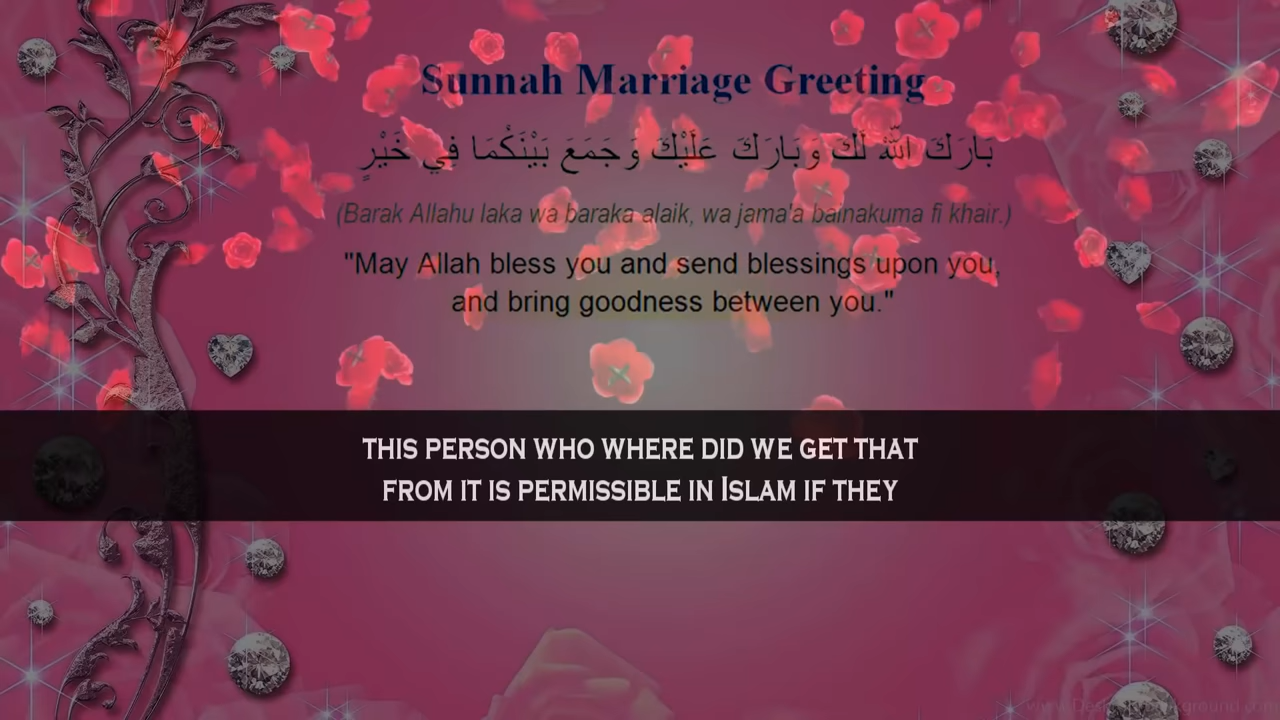 Sunnah Marriage Greeting
بَارَكَ اللَّهُ لَكَ وَبَارَكَ عَلَيْكَ وَجَمَعَ بَيْنَكُمَا فِي خَيْرٍ
(Barak Allahu laka wa baraka alaik, wa jama'a bainakuma fi khair.)
"May Allah bless you and send blessings upon you,
and bring goodness between you."
THIS PERSON WHO WHERE DID WE GET THAT
FROM IT IS PERMISSIBLE IN ISLAM IF THEY